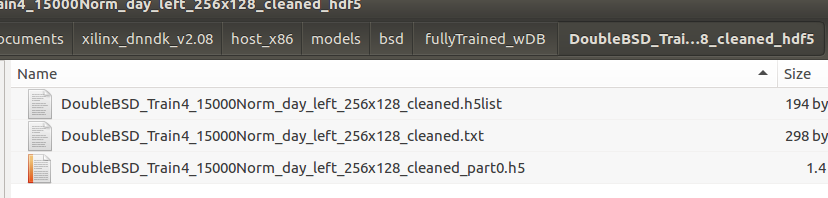 rain4_15000Norm_day_left_256x128_cleaned_hdf5
ocuments xilinx_dnndk_v2.08 host_x86 models bsd fullyTrained_wDB DoubleBSD_Trai...8_cleaned_hdf5
Name Size
DoubleBSD_Train4_15000Norm_day_left_256x128_cleaned.h5list 194 by
DoubleBSD_Train4_15000Norm_day_left_256x128_cleaned.txt 298 by
DoubleBSD_Train4_15000Norm_day_left_256x128_cleaned_part0.h5 1.4